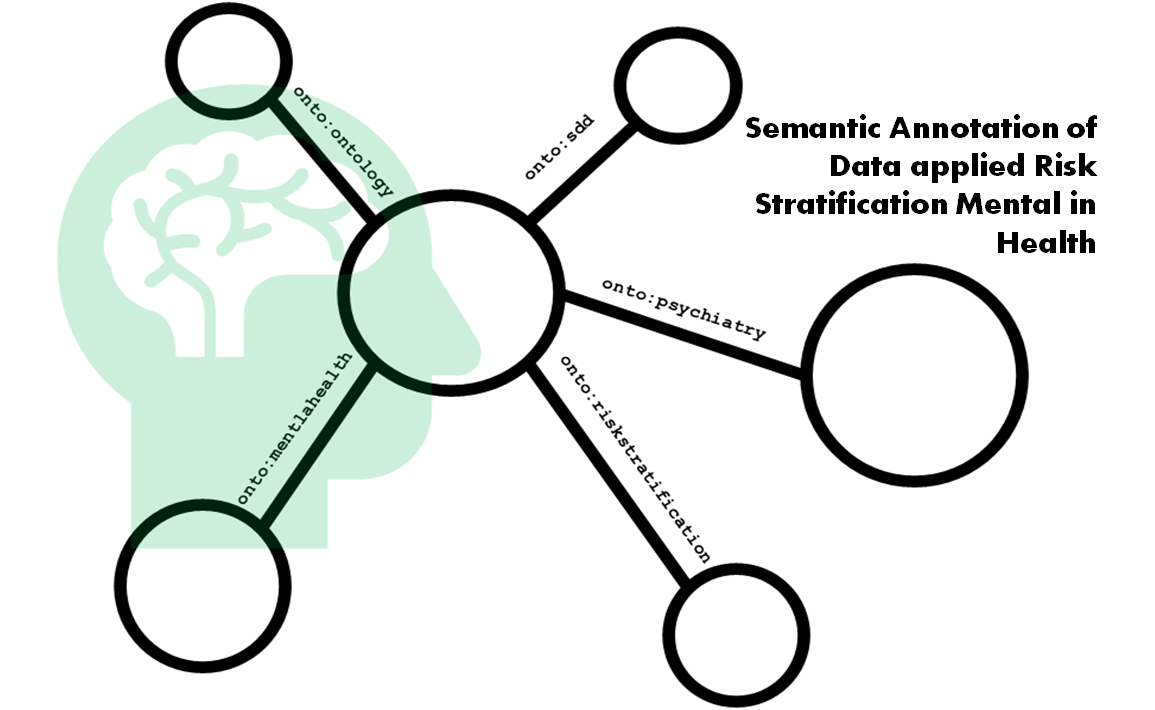 onto:ontology
onto:sdd
Semantic Annotation of
Data applied Risk
Stratification Mental in
Health
onto:psychiatry
onto:mentlahealth
onto:riskstratification